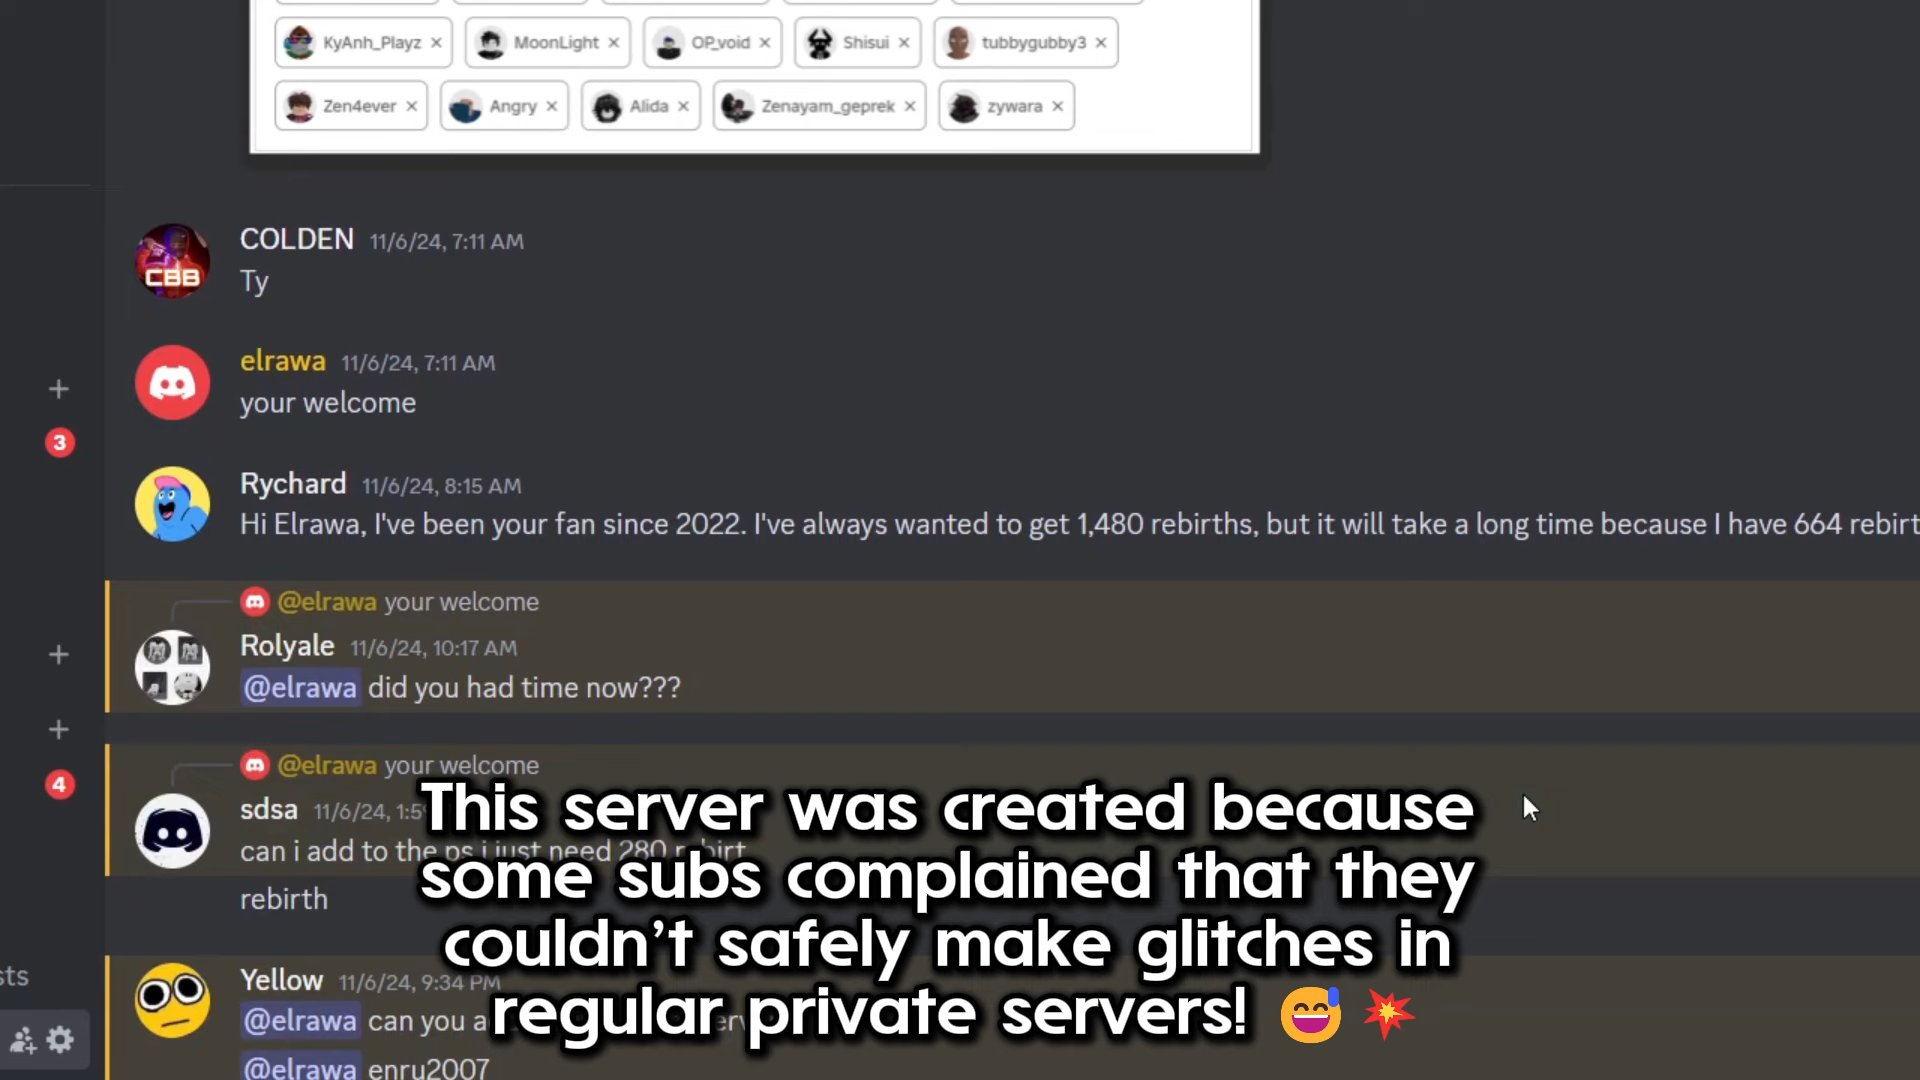 KyAnh_Playz × MoonLight × OP_void × Shisui × tubbygubby3 ×
Zen4ever × Angry × Alida × Zenayam_geprek × zywara ×
COLDEN 11/6/24, 7:11 AM
CBB
Ty
elrawa 11/6/24, 7:11 AM
your welcome
3
Rychard 11/6/24, 8:15 AM
Hi Elrawa, I've been your fan since 2022. I've always wanted to get 1,480 rebirths, but it will take a long time because I have 664 rebirt
@elrawa your welcome
Rolyale 11/6/24, 10:17 AM
@elrawa did you had time now???
@elrawa your welcome
4
sdsa 11/6/24, 1:5
can i add to the ps i just need 280 rebirt
rebirth
Yellow 11/6/24, 9:34 PM
@elrawa can you a
@elrawa enru2007
sts
This server was created because
some subs complained that they
couldn't safely make glitches in
regular private servers! 😅 💥